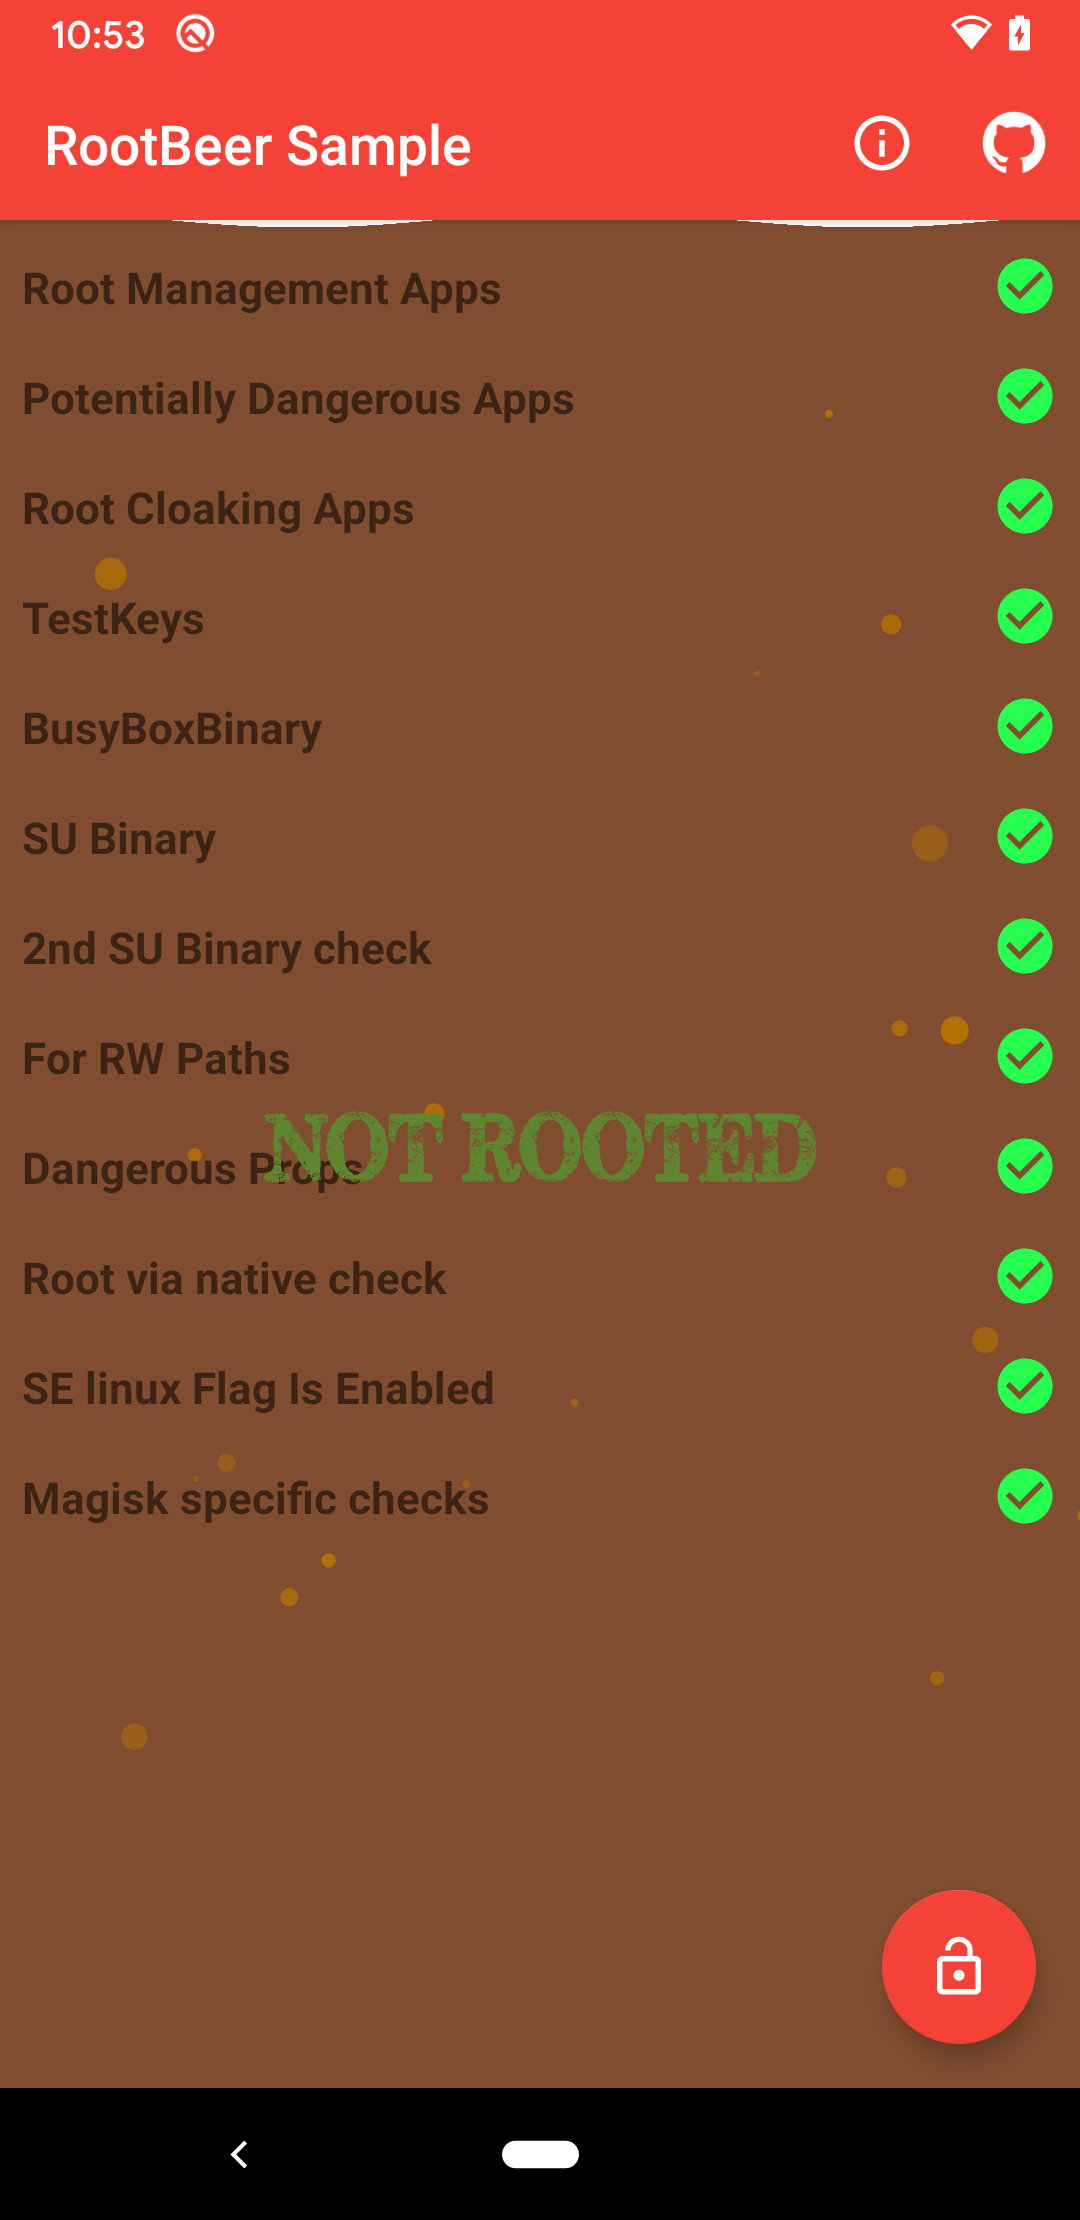 10:53
RootBeer Sample
Root Management Apps
Potentially Dangerous Apps
Root Cloaking Apps
TestKeys
BusyBoxBinary
SU Binary
2nd SU Binary check
For RW Paths
NOT ROOTED
Dangerous Props
Root via native check
SE linux Flag Is Enabled
Magisk specific checks